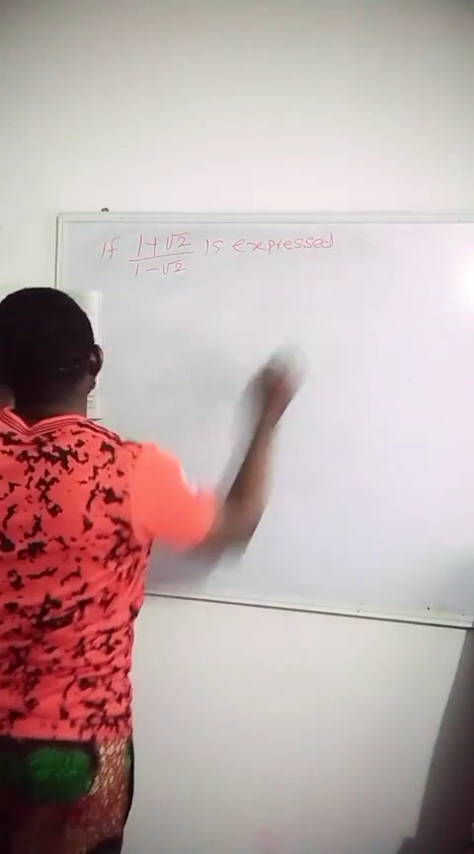 If (1+√2)/(1-√2) is expressed